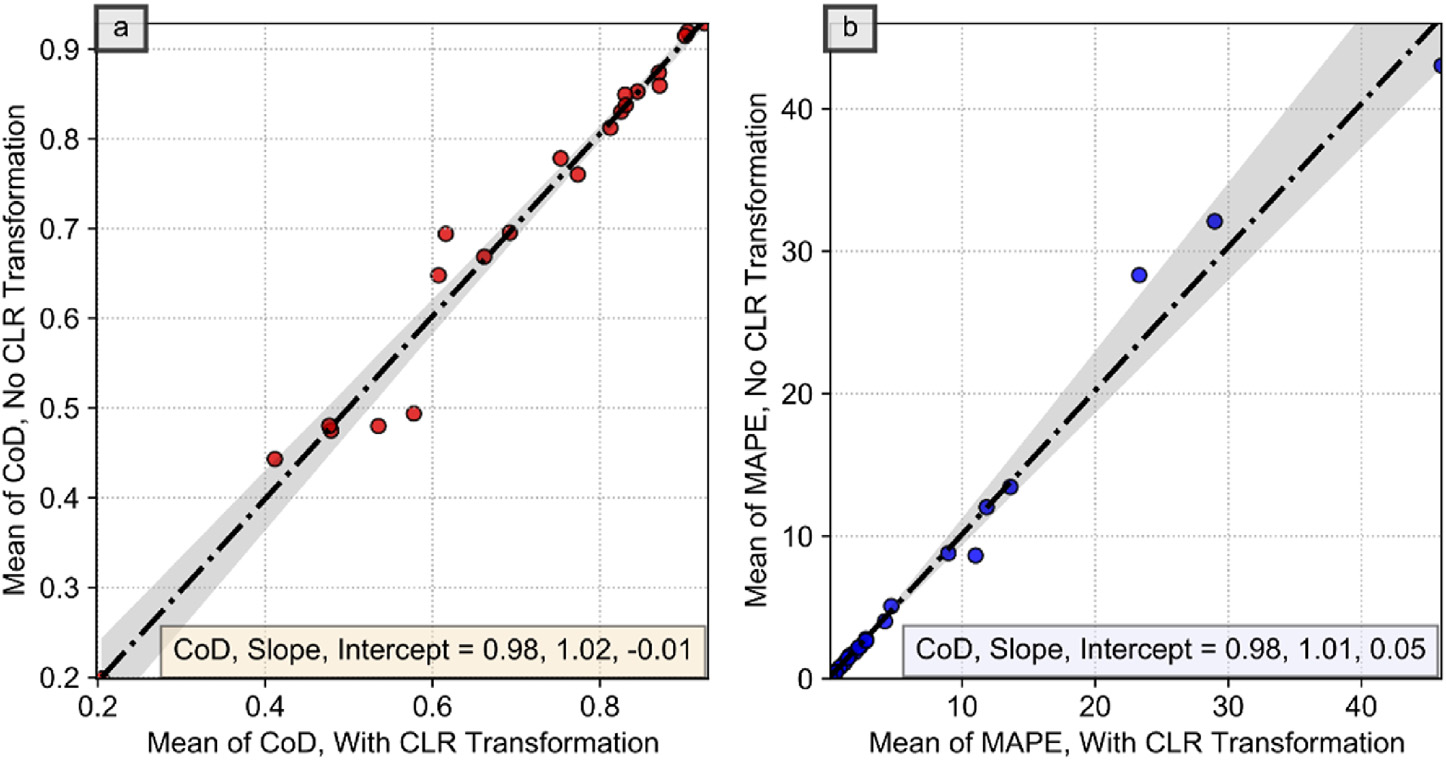 a
Mean of CoD, No CLR Transformation
0.9
0.8
0.7
0.6
0.5
0.4
0.3
0.2
CoD, Slope, Intercept = 0.98, 1.02, -0.01
0.2 0.4 0.6 0.8
Mean of CoD, With CLR Transformation
b
Mean of MAPE, No CLR Transformation
40
30
20
10
0
CoD, Slope, Intercept = 0.98, 1.01, 0.05
10 20 30 40
Mean of MAPE, With CLR Transformation